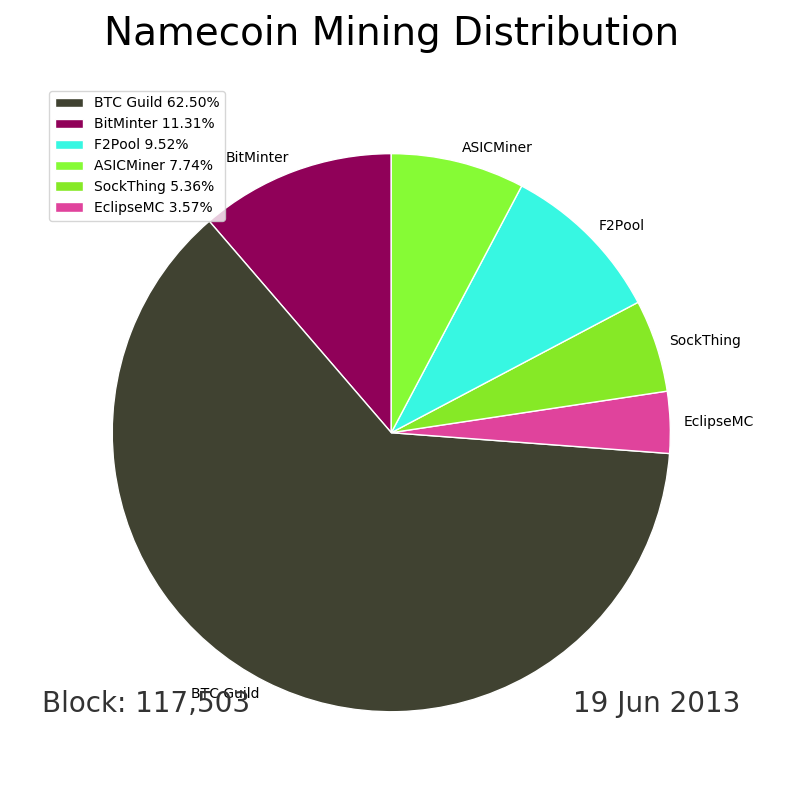 Namecoin Mining Distribution
BTC Guild 62.50%
BitMinter 11.31%
F2Pool 9.52%
ASICMiner 7.74%
SockThing 5.36%
EclipseMC 3.57%
BitMinter
ASICMiner
F2Pool
SockThing
EclipseMC
BTC Guild
Block: 117,503
19 Jun 2013